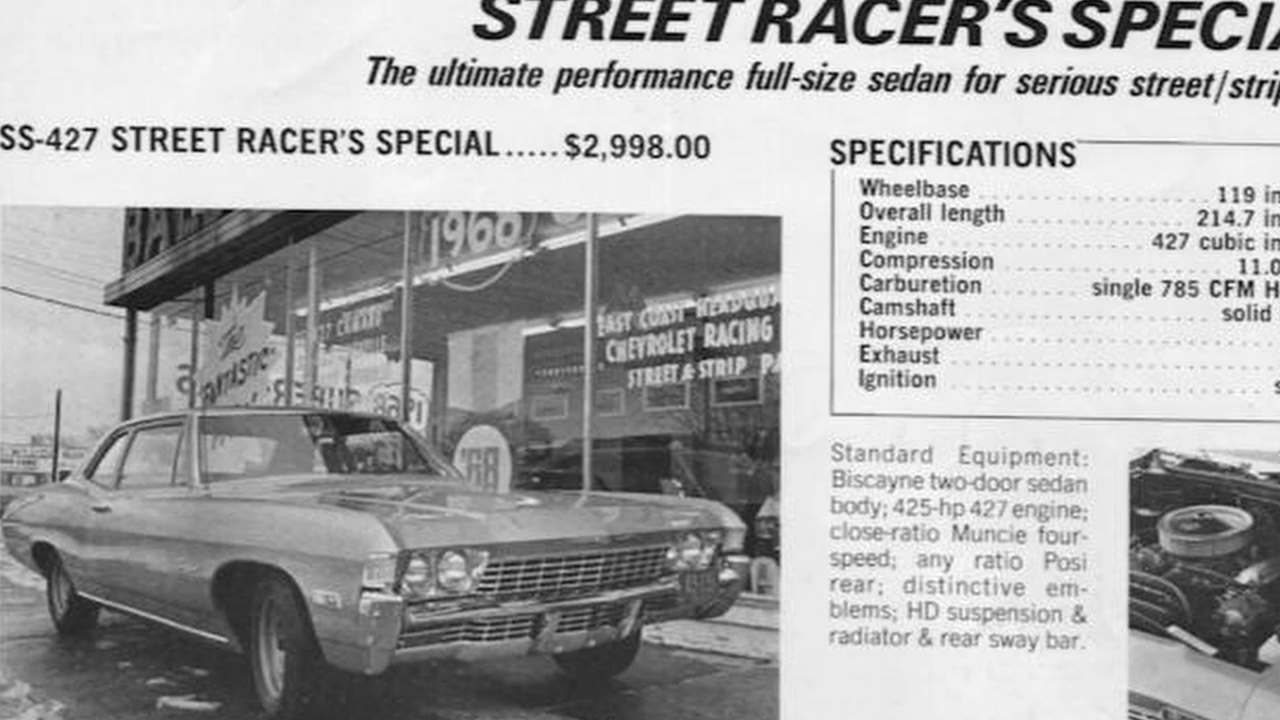 STREET RACER'S SPECIA
The ultimate performance full-size sedan for serious street/strip
SS-427 STREET RACER'S SPECIAL.....$2,998.00
SPECIFICATIONS
Wheelbase 119 in
Overall length 214.7 in
Engine 427 cubic in
Compression 11.0
Carburetion single 785 CFM H
Camshaft solid
Horsepower
Exhaust
Ignition s
Standard Equipment:
Biscayne two-door sedan
body; 425-hp 427 engine;
close-ratio Muncie four-
speed; any ratio Posi
rear; distinctive em-
blems; HD suspension &
radiator & rear sway bar.
1968
EAST COAST HEADQU
CHEVROLET RACING
STREET & STRIP PA
The
FANTASTIC
'68